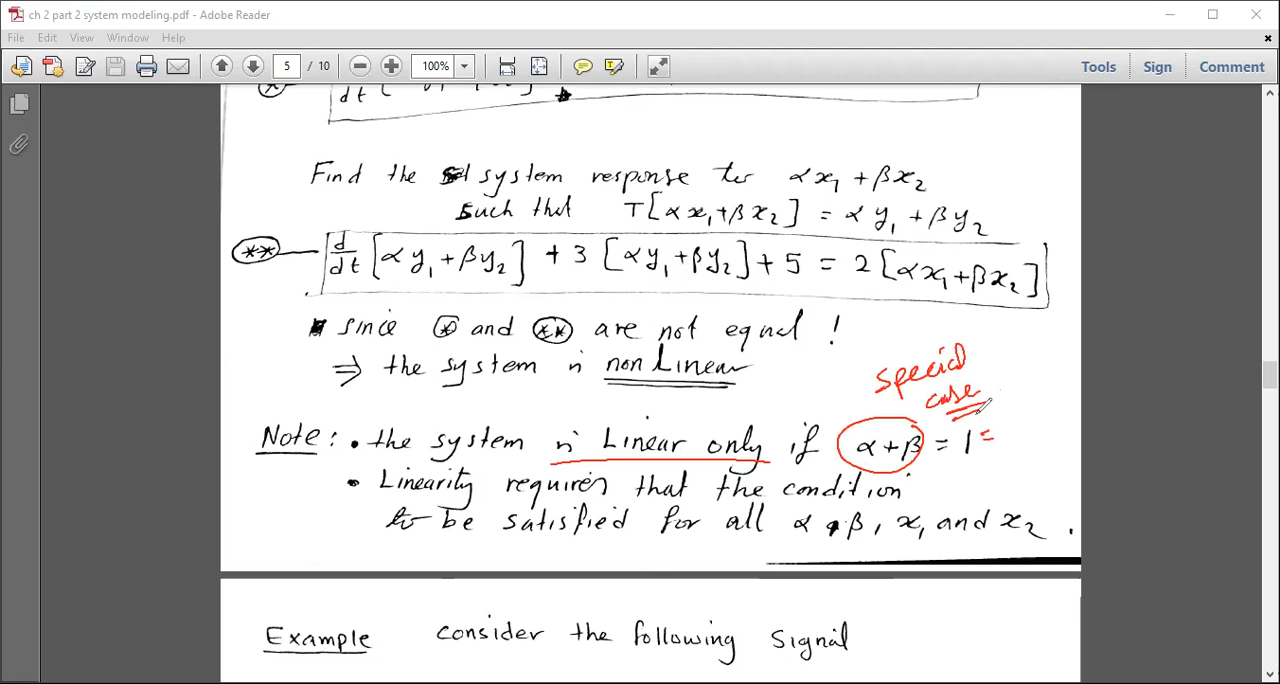 ch 2 part 2 system modeling.pdf - Adobe Reader
File Edit View Window Help
5 / 10 100% Tools Sign Comment
dt
Find the system response to αx₁ + βx₂
such that T[αx₁+βx₂] = αy₁ + βy₂
** d/dt [αy₁+βy₂] + 3 [αy₁+βy₂] + 5 = 2 [αx₁+βx₂]
since * and ** are not equal !
⇒ the system is non Linear
special
case
Note: • the system is Linear only if α+β = 1
• Linearity requires that the condition
to be satisfied for all α, β, x₁ and x₂ .
Example consider the following signal